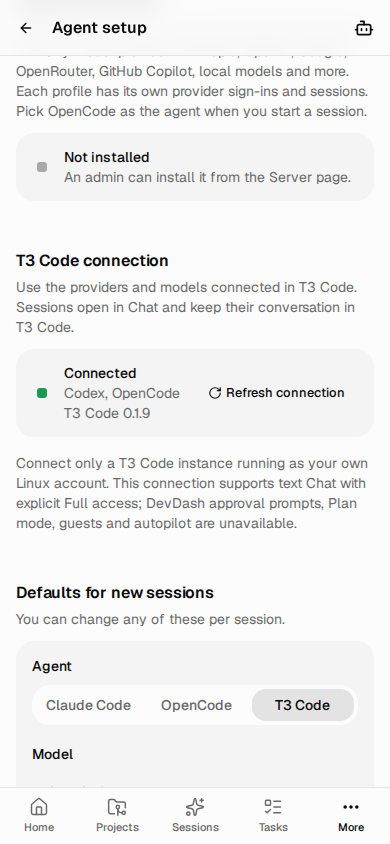 Agent setup
OpenRouter, GitHub Copilot, local models and more.
Each profile has its own provider sign-ins and sessions.
Pick OpenCode as the agent when you start a session.
Not installed
An admin can install it from the Server page.
T3 Code connection
Use the providers and models connected in T3 Code.
Sessions open in Chat and keep their conversation in
T3 Code.
Connected
Codex, OpenCode
T3 Code 0.1.9
Refresh connection
Connect only a T3 Code instance running as your own
Linux account. This connection supports text Chat with
explicit Full access; DevDash approval prompts, Plan
mode, guests and autopilot are unavailable.
Defaults for new sessions
You can change any of these per session.
Agent
Claude Code
OpenCode
T3 Code
Model
Home
Projects
Sessions
Tasks
More